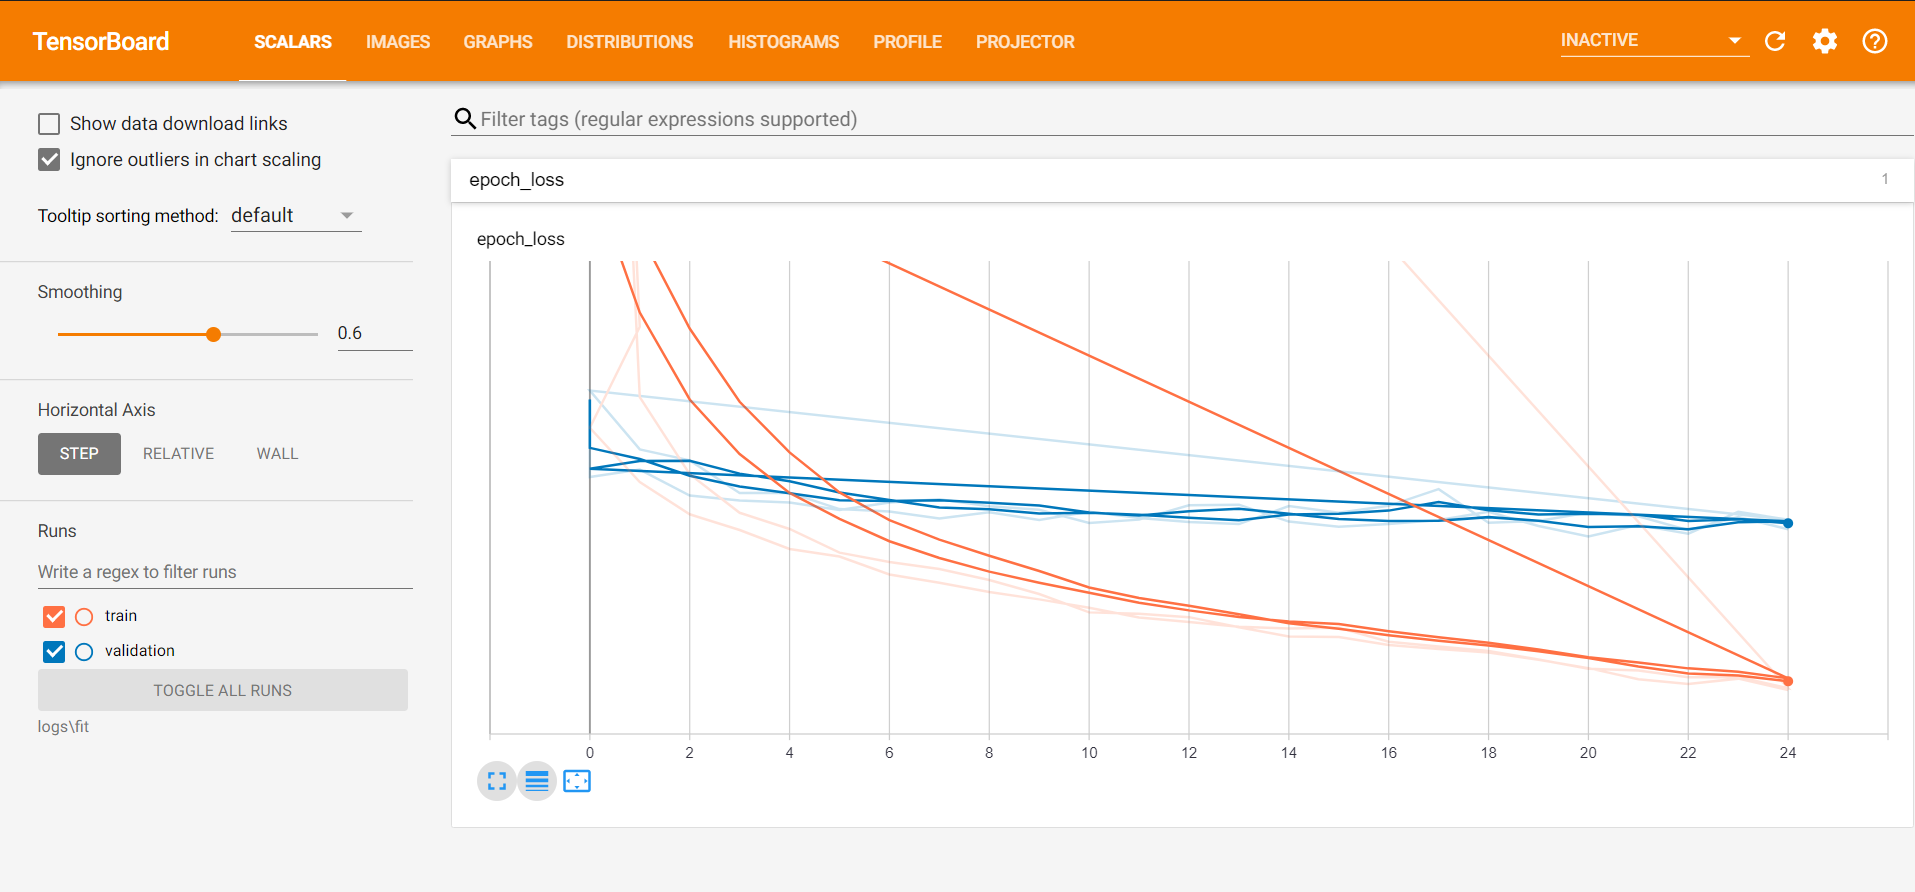 TensorBoard SCALARS IMAGES GRAPHS DISTRIBUTIONS HISTOGRAMS PROFILE PROJECTOR INACTIVE
Show data download links
Ignore outliers in chart scaling
Tooltip sorting method: default
Smoothing
0.6
Horizontal Axis
STEP RELATIVE WALL
Runs
Write a regex to filter runs
train
validation
TOGGLE ALL RUNS
logs\fit
Filter tags (regular expressions supported)
epoch_loss 1
epoch_loss
0 2 4 6 8 10 12 14 16 18 20 22 24